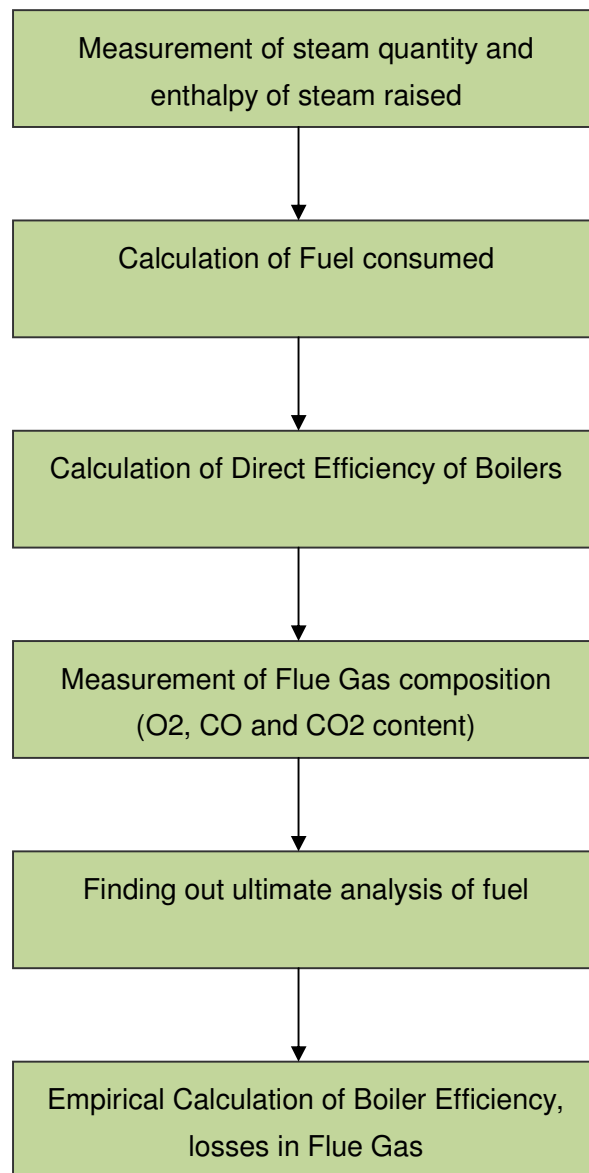 Measurement of steam quantity and
enthalpy of steam raised
Calculation of Fuel consumed
Calculation of Direct Efficiency of Boilers
Measurement of Flue Gas composition
(O2, CO and CO2 content)
Finding out ultimate analysis of fuel
Empirical Calculation of Boiler Efficiency,
losses in Flue Gas